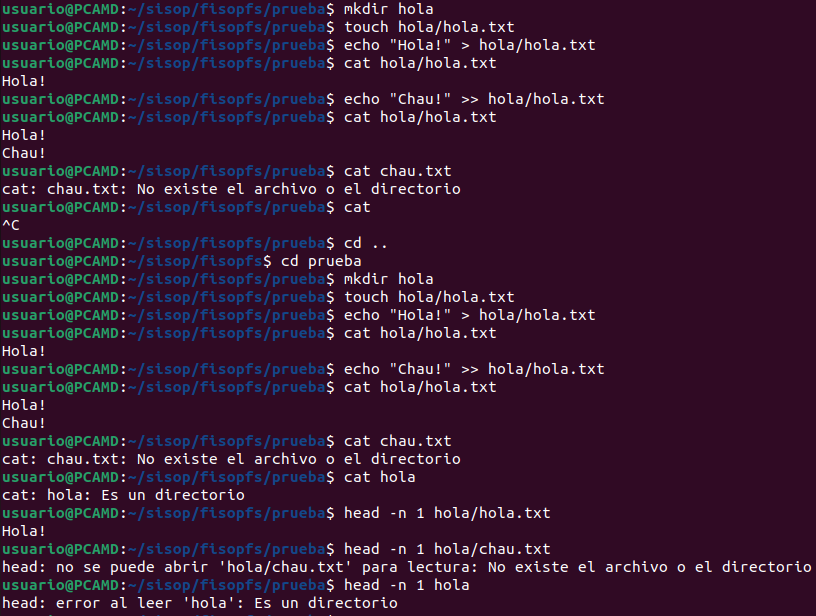 usuario@PCAMD:~/sisop/fisopfs/prueba$ mkdir hola
usuario@PCAMD:~/sisop/fisopfs/prueba$ touch hola/hola.txt
usuario@PCAMD:~/sisop/fisopfs/prueba$ echo "Hola!" > hola/hola.txt
usuario@PCAMD:~/sisop/fisopfs/prueba$ cat hola/hola.txt
Hola!
usuario@PCAMD:~/sisop/fisopfs/prueba$ echo "Chau!" >> hola/hola.txt
usuario@PCAMD:~/sisop/fisopfs/prueba$ cat hola/hola.txt
Hola!
Chau!
usuario@PCAMD:~/sisop/fisopfs/prueba$ cat chau.txt
cat: chau.txt: No existe el archivo o el directorio
usuario@PCAMD:~/sisop/fisopfs/prueba$ cat
^C
usuario@PCAMD:~/sisop/fisopfs/prueba$ cd ..
usuario@PCAMD:~/sisop/fisopfs$ cd prueba
usuario@PCAMD:~/sisop/fisopfs/prueba$ mkdir hola
usuario@PCAMD:~/sisop/fisopfs/prueba$ touch hola/hola.txt
usuario@PCAMD:~/sisop/fisopfs/prueba$ echo "Hola!" > hola/hola.txt
usuario@PCAMD:~/sisop/fisopfs/prueba$ cat hola/hola.txt
Hola!
usuario@PCAMD:~/sisop/fisopfs/prueba$ echo "Chau!" >> hola/hola.txt
usuario@PCAMD:~/sisop/fisopfs/prueba$ cat hola/hola.txt
Hola!
Chau!
usuario@PCAMD:~/sisop/fisopfs/prueba$ cat chau.txt
cat: chau.txt: No existe el archivo o el directorio
usuario@PCAMD:~/sisop/fisopfs/prueba$ cat hola
cat: hola: Es un directorio
usuario@PCAMD:~/sisop/fisopfs/prueba$ head -n 1 hola/hola.txt
Hola!
usuario@PCAMD:~/sisop/fisopfs/prueba$ head -n 1 hola/chau.txt
head: no se puede abrir 'hola/chau.txt' para lectura: No existe el archivo o el directorio
usuario@PCAMD:~/sisop/fisopfs/prueba$ head -n 1 hola
head: error al leer 'hola': Es un directorio